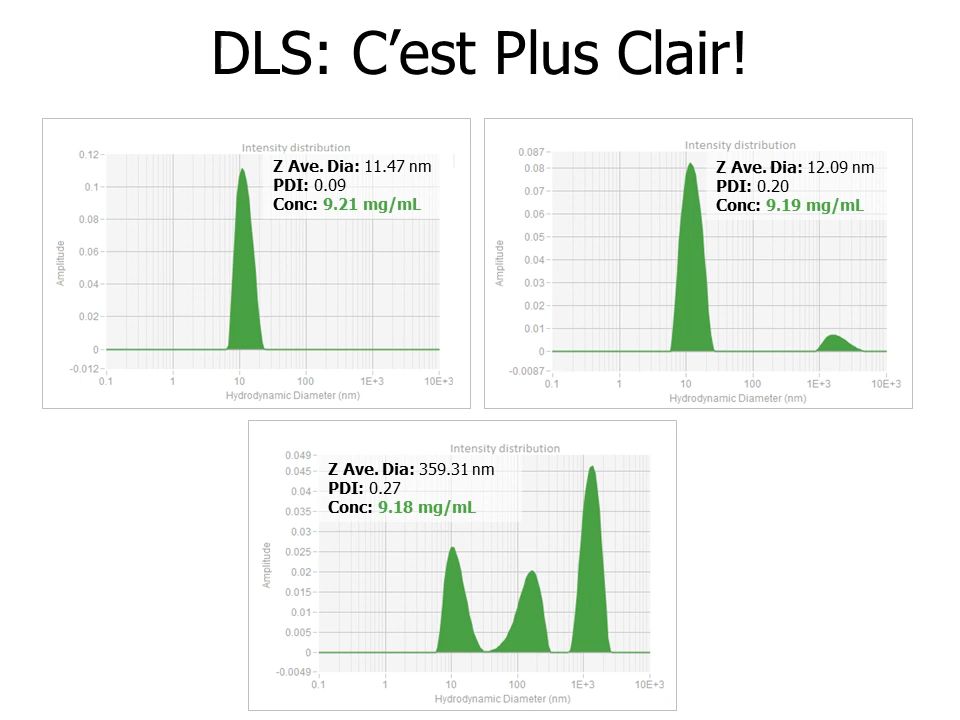 DLS: C’est Plus Clair!
Intensity distribution
Z Ave. Dia: 11.47 nm
PDI: 0.09
Conc: 9.21 mg/mL
Amplitude
0.12
0.1
0.08
0.06
0.04
0.02
0
-0.012
0.1 1 10 100 1E+3 10E+3
Hydrodynamic Diameter (nm)
Intensity distribution
Z Ave. Dia: 12.09 nm
PDI: 0.20
Conc: 9.19 mg/mL
Amplitude
0.087
0.08
0.07
0.06
0.05
0.04
0.03
0.02
0.01
0
-0.0087
0.1 1 10 100 1E+3 10E+3
Hydrodynamic Diameter (nm)
Intensity distribution
Z Ave. Dia: 359.31 nm
PDI: 0.27
Conc: 9.18 mg/mL
Amplitude
0.049
0.045
0.04
0.035
0.03
0.025
0.02
0.015
0.01
0.005
0
-0.0049
0.1 1 10 100 1E+3 10E+3
Hydrodynamic Diameter (nm)